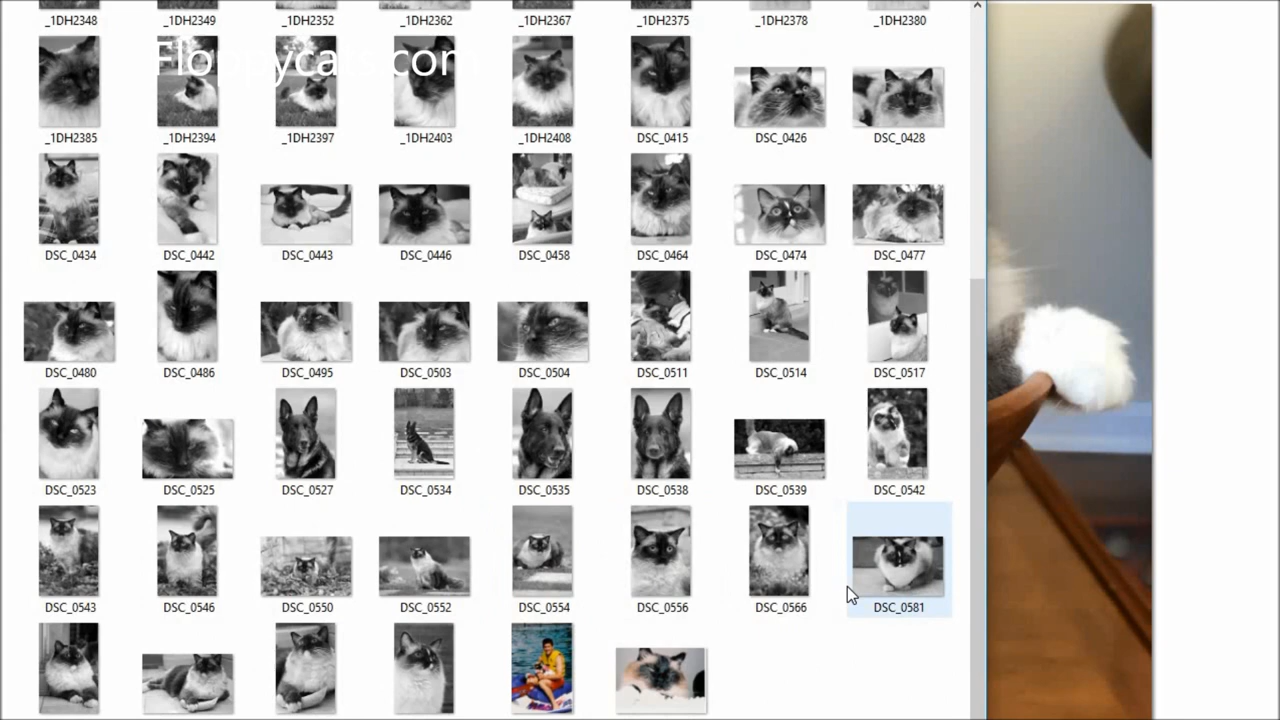 _1DH2348 _1DH2349 _1DH2352 _1DH2362 _1DH2367 _1DH2375 _1DH2378 _1DH2380
Floppycats.com
_1DH2385 _1DH2394 _1DH2397 _1DH2403 _1DH2408 DSC_0415 DSC_0426 DSC_0428
DSC_0434 DSC_0442 DSC_0443 DSC_0446 DSC_0458 DSC_0464 DSC_0474 DSC_0477
DSC_0480 DSC_0486 DSC_0495 DSC_0503 DSC_0504 DSC_0511 DSC_0514 DSC_0517
DSC_0523 DSC_0525 DSC_0527 DSC_0534 DSC_0535 DSC_0538 DSC_0539 DSC_0542
DSC_0543 DSC_0546 DSC_0550 DSC_0552 DSC_0554 DSC_0556 DSC_0566 DSC_0581